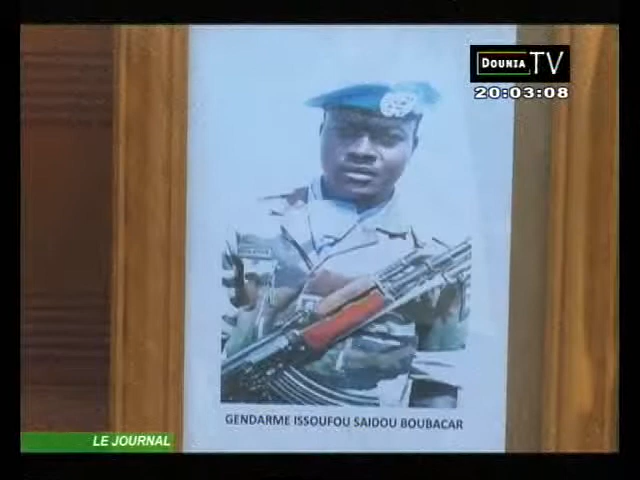 DOUNIA TV
20:03:08
GENDARME ISSOUFOU SAIDOU BOUBACAR
LE JOURNAL